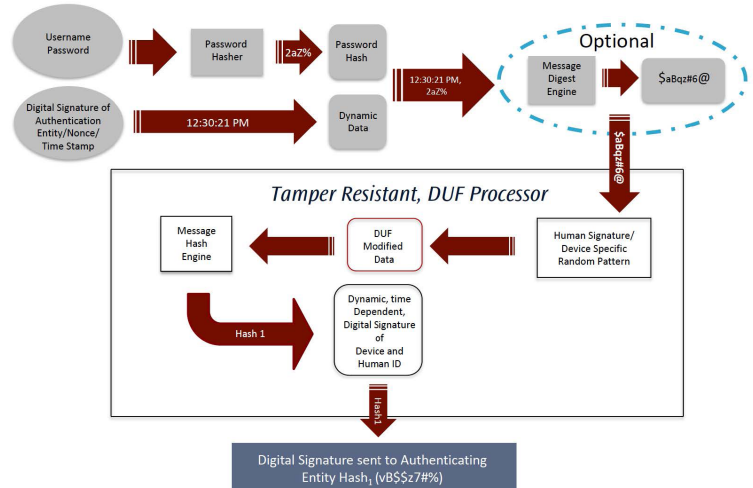 Username
Password
Password
Hasher
2aZ%
Password
Hash
12:30:21 PM,
2aZ%
Optional
Message
Digest
Engine
$aBqz#6@
Digital Signature of
Authentication
Entity/Nonce/
Time Stamp
12:30:21 PM
Dynamic
Data
$aBqz#6@
Tamper Resistant, DUF Processor
Message
Hash
Engine
DUF
Modified
Data
Human Signature/
Device Specific
Random Pattern
Hash 1
Dynamic, time
Dependent,
Digital Signature
of
Device and
Human ID
Hash1
Digital Signature sent to Authenticating
Entity Hash₁ (vB$$z7#%)